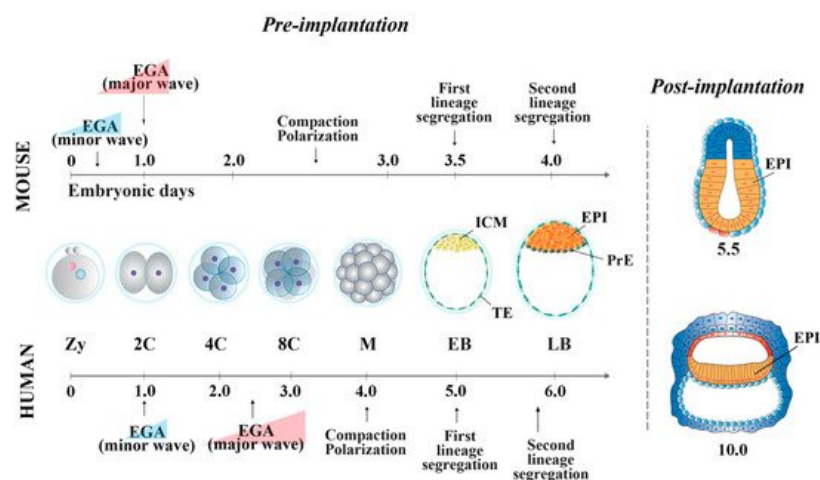 Pre-implantation
EGA
(major wave)
EGA
(minor wave)
Compaction
Polarization
First
lineage
segregation
Second
lineage
segregation
Post-implantation
MOUSE
0 1.0 2.0 3.0 3.5 4.0
Embryonic days
EPI
5.5
ICM
EPI
PrE
TE
Zy 2C 4C 8C M EB LB
HUMAN
0 1.0 2.0 3.0 4.0 5.0 6.0
EGA
(minor wave)
EGA
(major wave)
Compaction
Polarization
First
lineage
segregation
Second
lineage
segregation
EPI
10.0